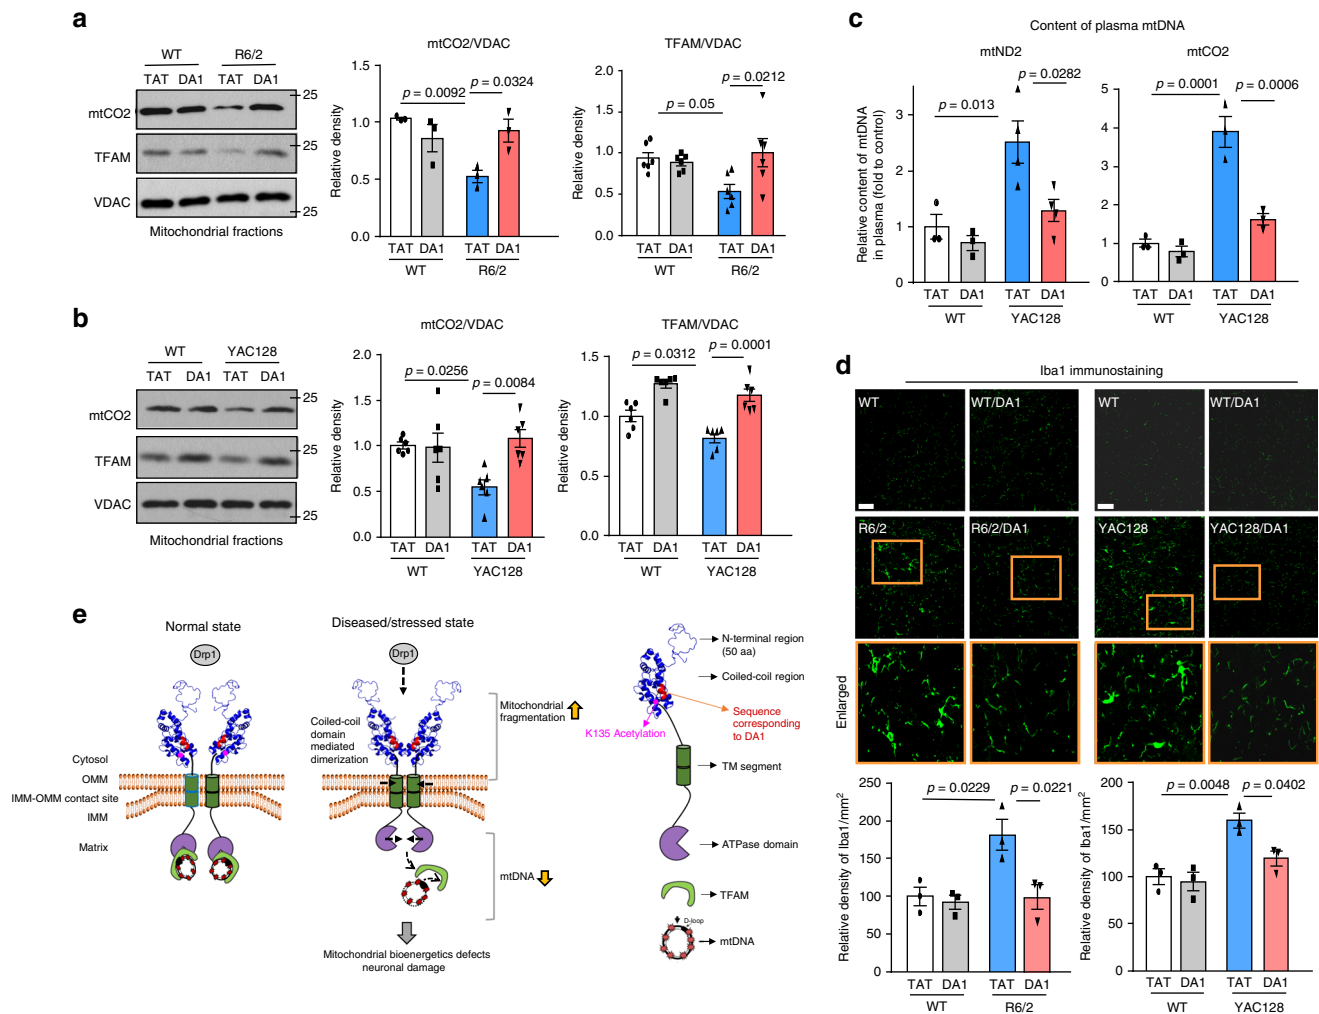 a
WT R6/2
TAT DA1 TAT DA1
mtCO2
25
TFAM
VDAC
25
Mitochondrial fractions
mtCO2/VDAC
Relative density
1.5
1.0
0.5
0.0
p = 0.0092
p = 0.0324
TAT DA1 TAT DA1
WT R6/2
TFAM/VDAC
Relative density
2.0
1.5
1.0
0.5
0.0
p = 0.05
p = 0.0212
TAT DA1 TAT DA1
WT R6/2
b
WT YAC128
TAT DA1 TAT DA1
mtCO2
25
TFAM
VDAC
25
Mitochondrial fractions
mtCO2/VDAC
Relative density
2.0
1.5
1.0
0.5
0.0
p = 0.0256
p = 0.0084
TAT DA1 TAT DA1
WT YAC128
TFAM/VDAC
Relative density
1.5
1.0
0.5
0.0
p = 0.0312
p = 0.0001
TAT DA1 TAT DA1
WT YAC128
c
Content of plasma mtDNA
mtND2
Relative content of mtDNA
in plasma (fold to control)
3
2
1
0
p = 0.013
p = 0.0282
TAT DA1 TAT DA1
WT YAC128
mtCO2
5
4
3
2
1
0
p = 0.0001
p = 0.0006
TAT DA1 TAT DA1
WT YAC128
d
Iba1 immunostaining
WT WT/DA1 WT WT/DA1
R6/2 R6/2/DA1 YAC128 YAC128/DA1
Enlarged
Relative density of Iba1/mm2
250
200
150
100
50
0
p = 0.0229
p = 0.0221
TAT DA1 TAT DA1
WT R6/2
Relative density of Iba1/mm2
200
150
100
50
0
p = 0.0048
p = 0.0402
TAT DA1 TAT DA1
WT YAC128
e
Normal state
Drp1
Cytosol
OMM
IMM-OMM contact site
IMM
Matrix
Diseased/stressed state
Drp1
Coiled-coil
domain
mediated
dimerization
Mitochondrial
fragmentation
mtDNA
Mitochondrial bioenergetics defects
neuronal damage
N-terminal region
(50 aa)
Coiled-coil region
Sequence
corresponding
to DA1
K135 Acetylation
TM segment
ATPase domain
TFAM
D-loop
mtDNA